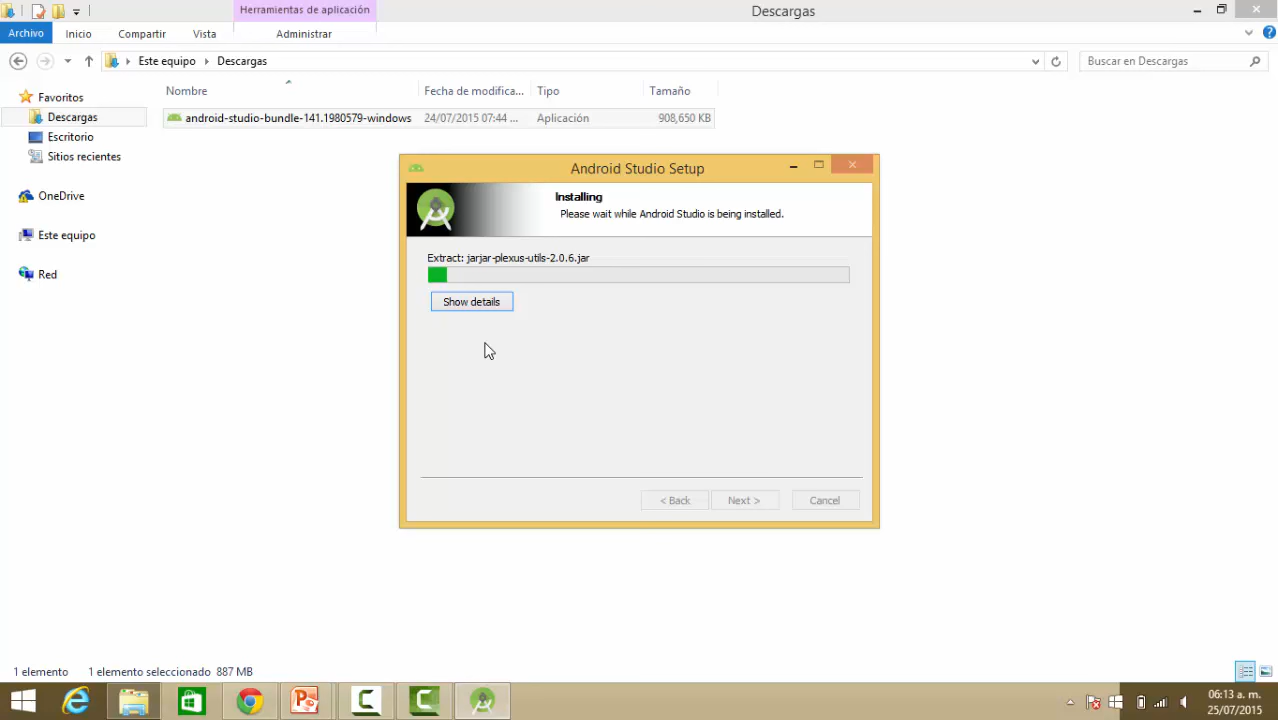 Herramientas de aplicación
Descargas
Archivo
Inicio
Compartir
Vista
Administrar
Este equipo
Descargas
Buscar en Descargas
Nombre
Fecha de modifica...
Tipo
Tamaño
android-studio-bundle-141.1980579-windows
24/07/2015 07:44 ...
Aplicación
908,650 KB
Favoritos
Descargas
Escritorio
Sitios recientes
OneDrive
Este equipo
Red
Android Studio Setup
Installing
Please wait while Android Studio is being installed.
Extract: jarjar-plexus-utils-2.0.6.jar
Show details
< Back
Next >
Cancel
1 elemento
1 elemento seleccionado 887 MB
06:13 a. m.
25/07/2015